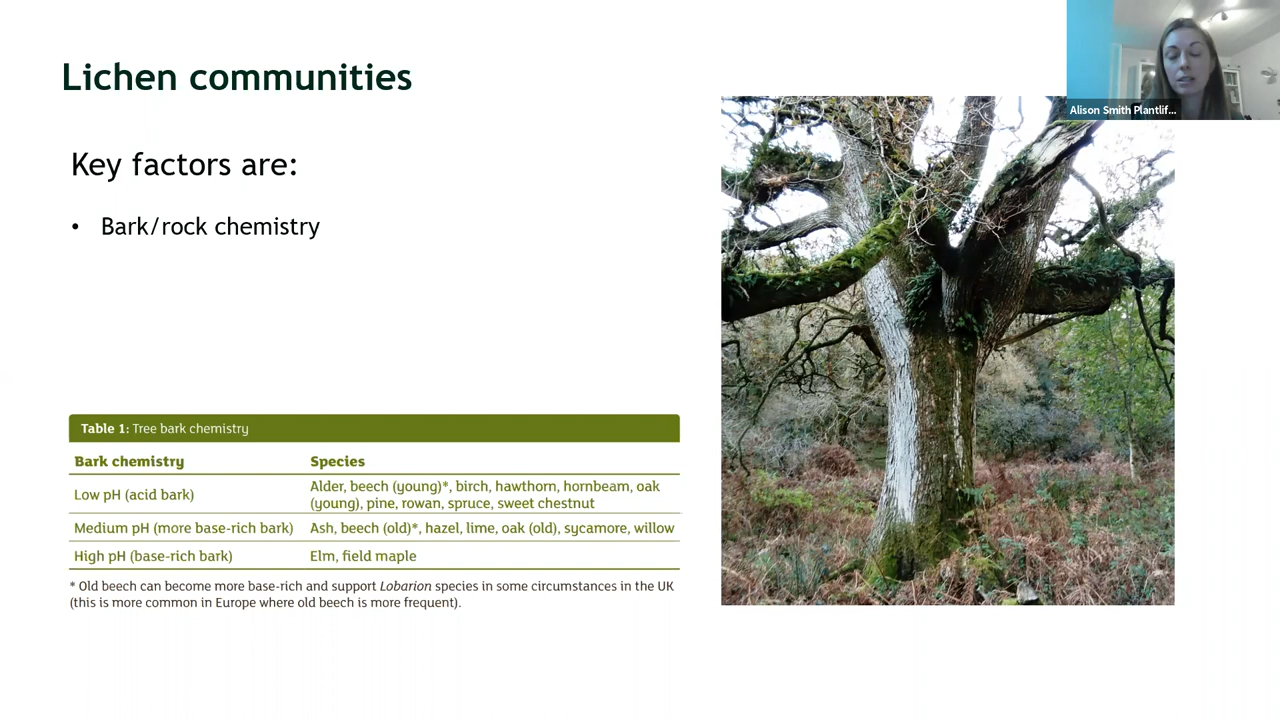 Lichen communities
Alison Smith Plantlif...
Key factors are:
• Bark/rock chemistry
Table 1: Tree bark chemistry
Bark chemistry Species
Low pH (acid bark) Alder, beech (young)*, birch, hawthorn, hornbeam, oak
(young), pine, rowan, spruce, sweet chestnut
Medium pH (more base-rich bark) Ash, beech (old)*, hazel, lime, oak (old), sycamore, willow
High pH (base-rich bark) Elm, field maple
* Old beech can become more base-rich and support Lobarion species in some circumstances in the UK
(this is more common in Europe where old beech is more frequent).